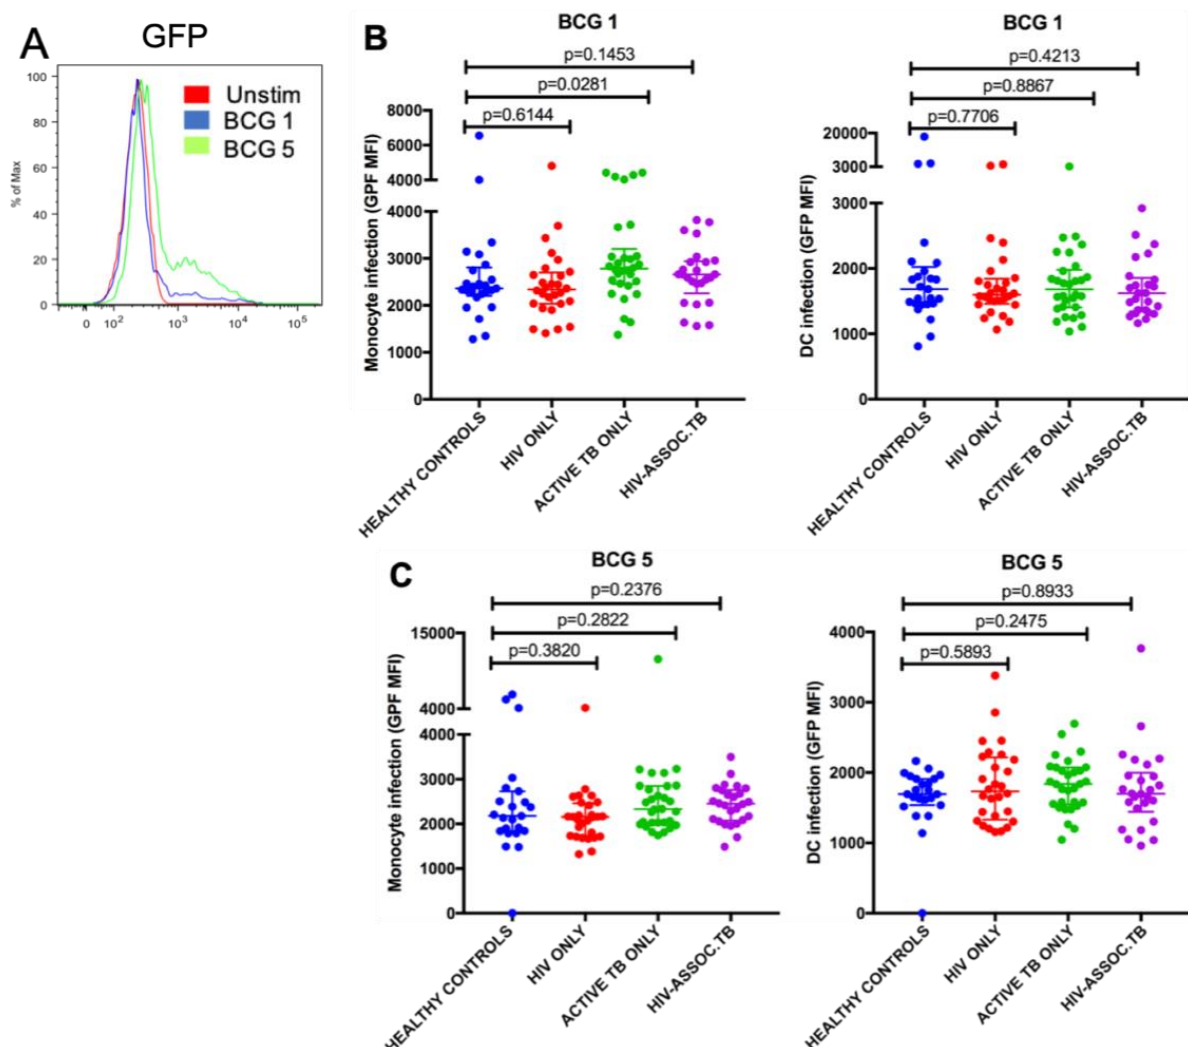 A
GFP
100
80
60
40
20
0
% of Max
0 10² 10³ 10⁴ 10⁵
Unstim
BCG 1
BCG 5
B
BCG 1
p=0.1453
p=0.0281
p=0.6144
8000
6000
4000
4000
3000
2000
1000
0
Monocyte infection (GPF MFI)
HEALTHY CONTROLS
HIV ONLY
ACTIVE TB ONLY
HIV-ASSOC.TB
BCG 1
p=0.4213
p=0.8867
p=0.7706
20000
3000
3000
2000
1000
0
DC infection (GFP MFI)
HEALTHY CONTROLS
HIV ONLY
ACTIVE TB ONLY
HIV-ASSOC.TB
C
BCG 5
p=0.2376
p=0.2822
p=0.3820
15000
4000
4000
3000
2000
1000
0
Monocyte infection (GPF MFI)
HEALTHY CONTROLS
HIV ONLY
ACTIVE TB ONLY
HIV-ASSOC.TB
BCG 5
p=0.8933
p=0.2475
p=0.5893
4000
3000
2000
1000
0
DC infection (GFP MFI)
HEALTHY CONTROLS
HIV ONLY
ACTIVE TB ONLY
HIV-ASSOC.TB